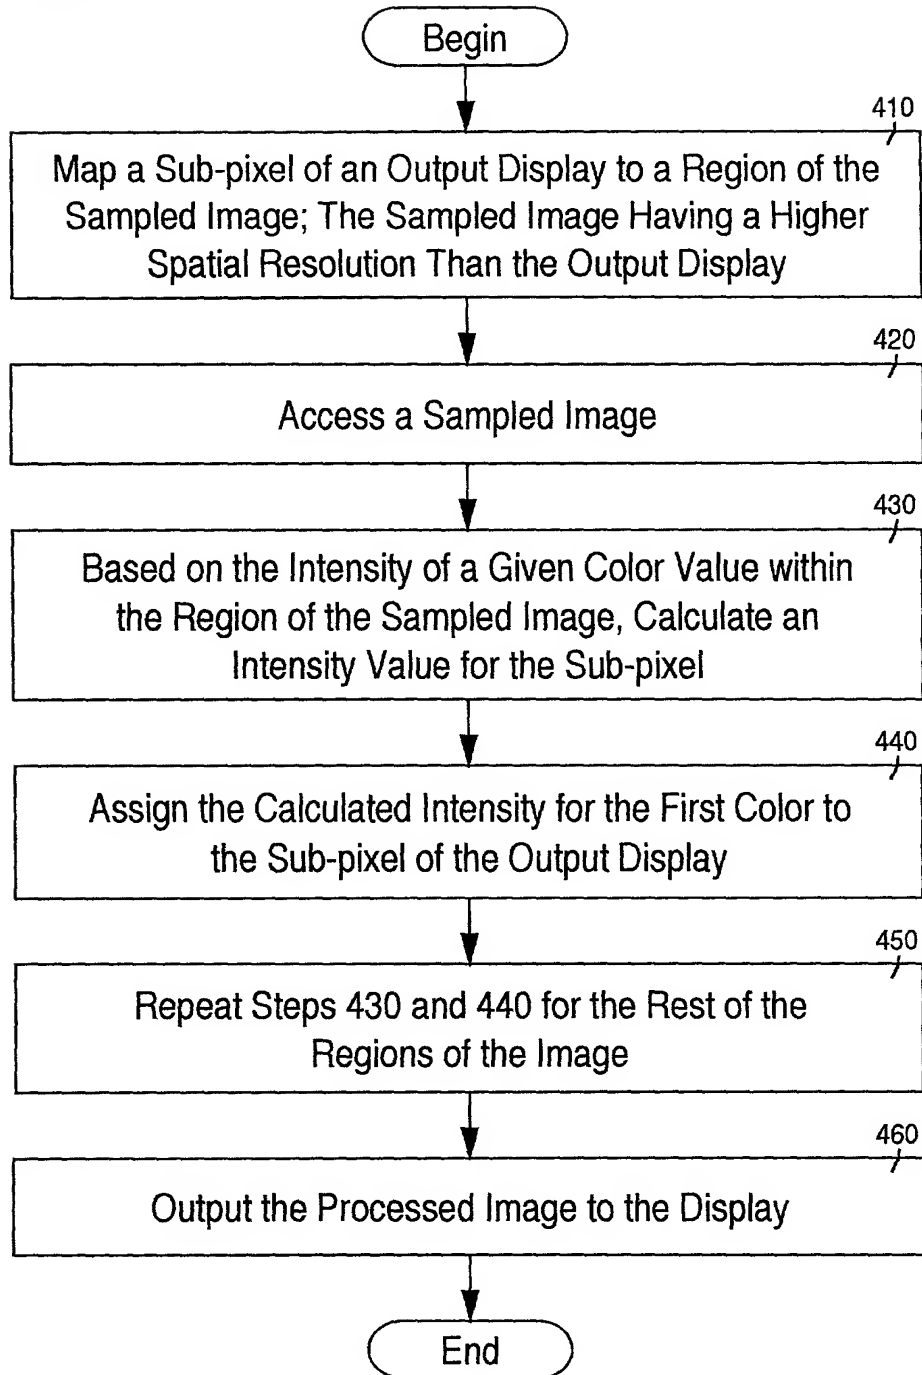 Begin
410
Map a Sub-pixel of an Output Display to a Region of the
Sampled Image; The Sampled Image Having a Higher
Spatial Resolution Than the Output Display
420
Access a Sampled Image
430
Based on the Intensity of a Given Color Value within
the Region of the Sampled Image, Calculate an
Intensity Value for the Sub-pixel
440
Assign the Calculated Intensity for the First Color to
the Sub-pixel of the Output Display
450
Repeat Steps 430 and 440 for the Rest of the
Regions of the Image
460
Output the Processed Image to the Display
End